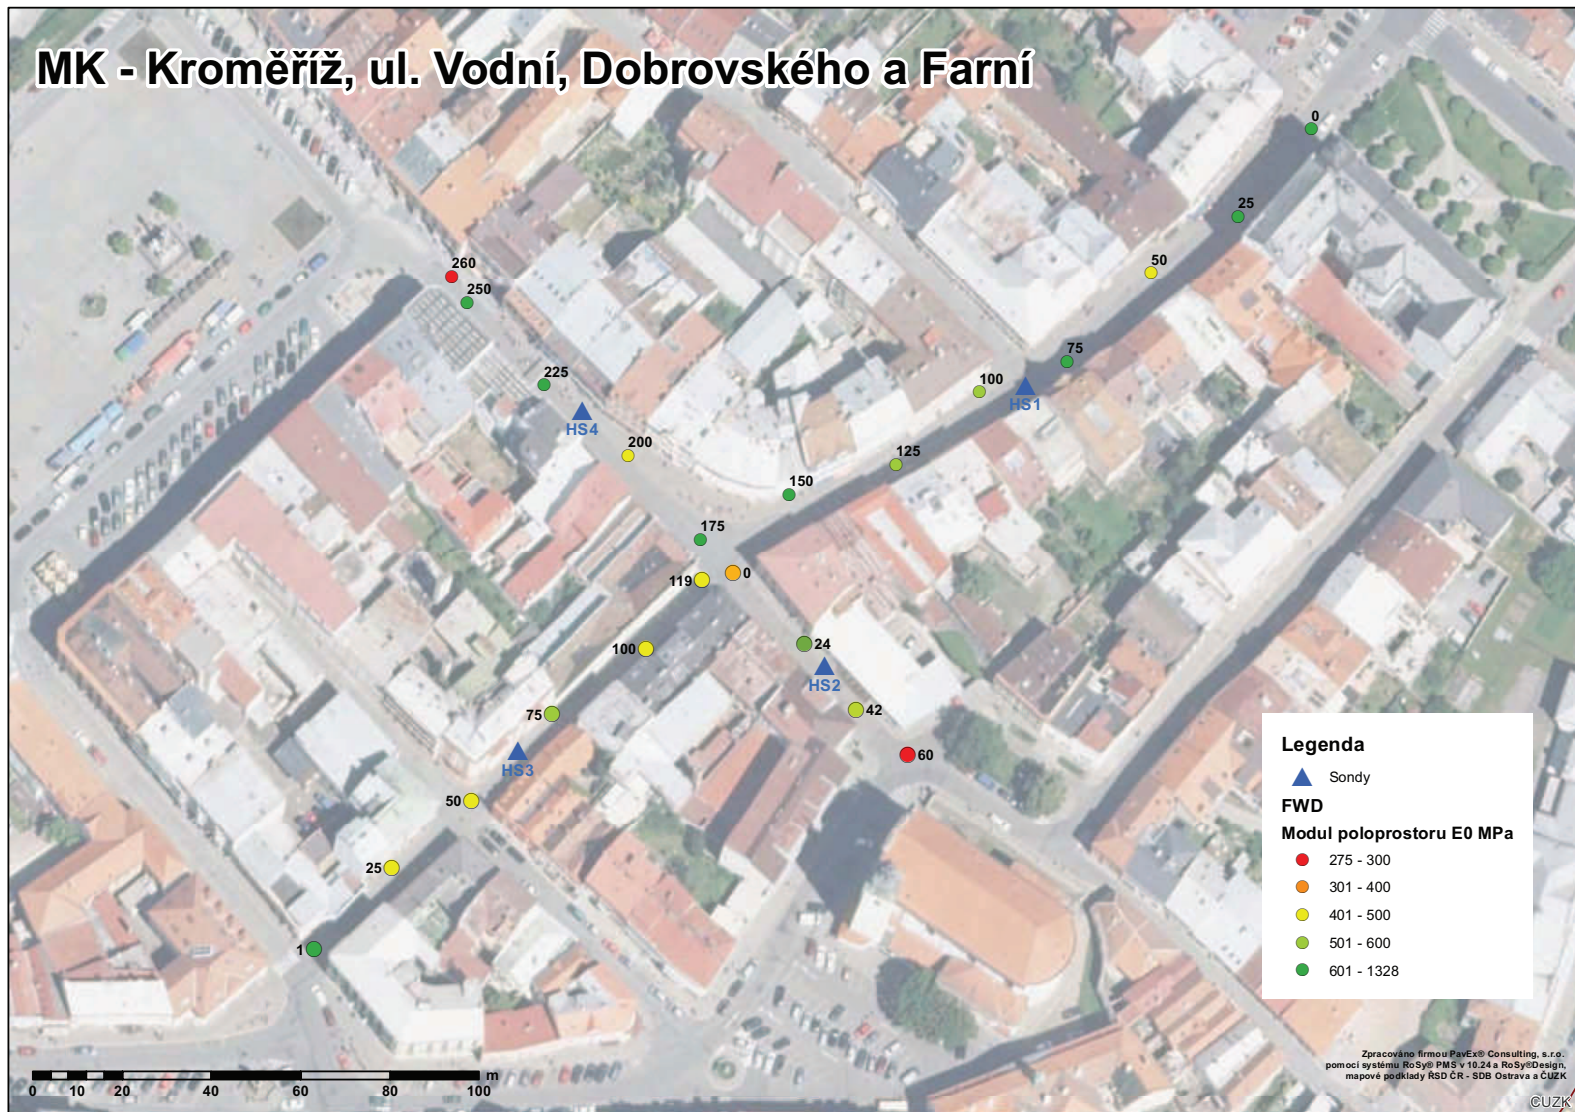 MK - Kroměříž, ul. Vodní, Dobrovského a Farní
0
25
50
260
250
75
225
100
HS1
HS4
200
125
150
175
119
0
100
24
HS2
75
42
60
HS3
50
25
1
Legenda
Sondy
FWD
Modul poloprostoru E0 MPa
275 - 300
301 - 400
401 - 500
501 - 600
601 - 1328
0 10 20 40 60 80 100 m
Zpracováno firmou PavEx® Consulting, s.r.o.
pomocí systému RoSy® PMS v 10.24 a RoSy®Design,
mapové podklady ŘSD ČR - SDB Ostrava a ČUZK
CUZK